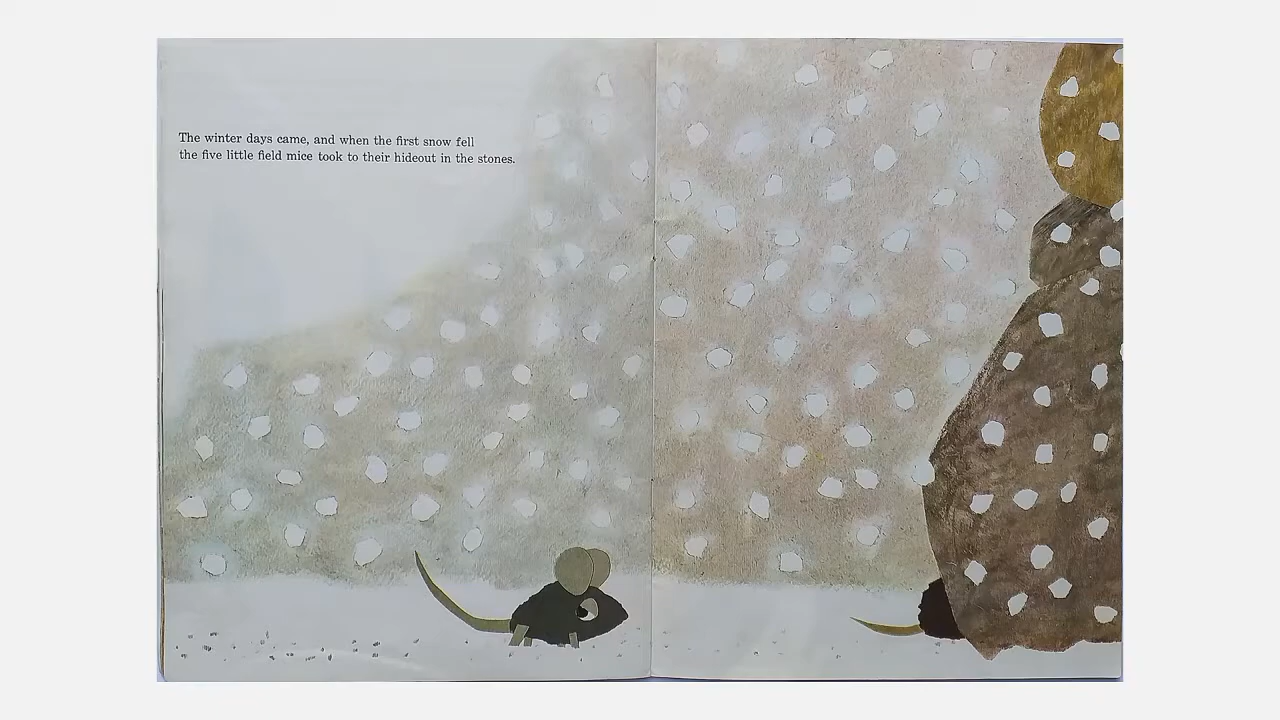 The winter days came, and when the first snow fell
the five little field mice took to their hideout in the stones.